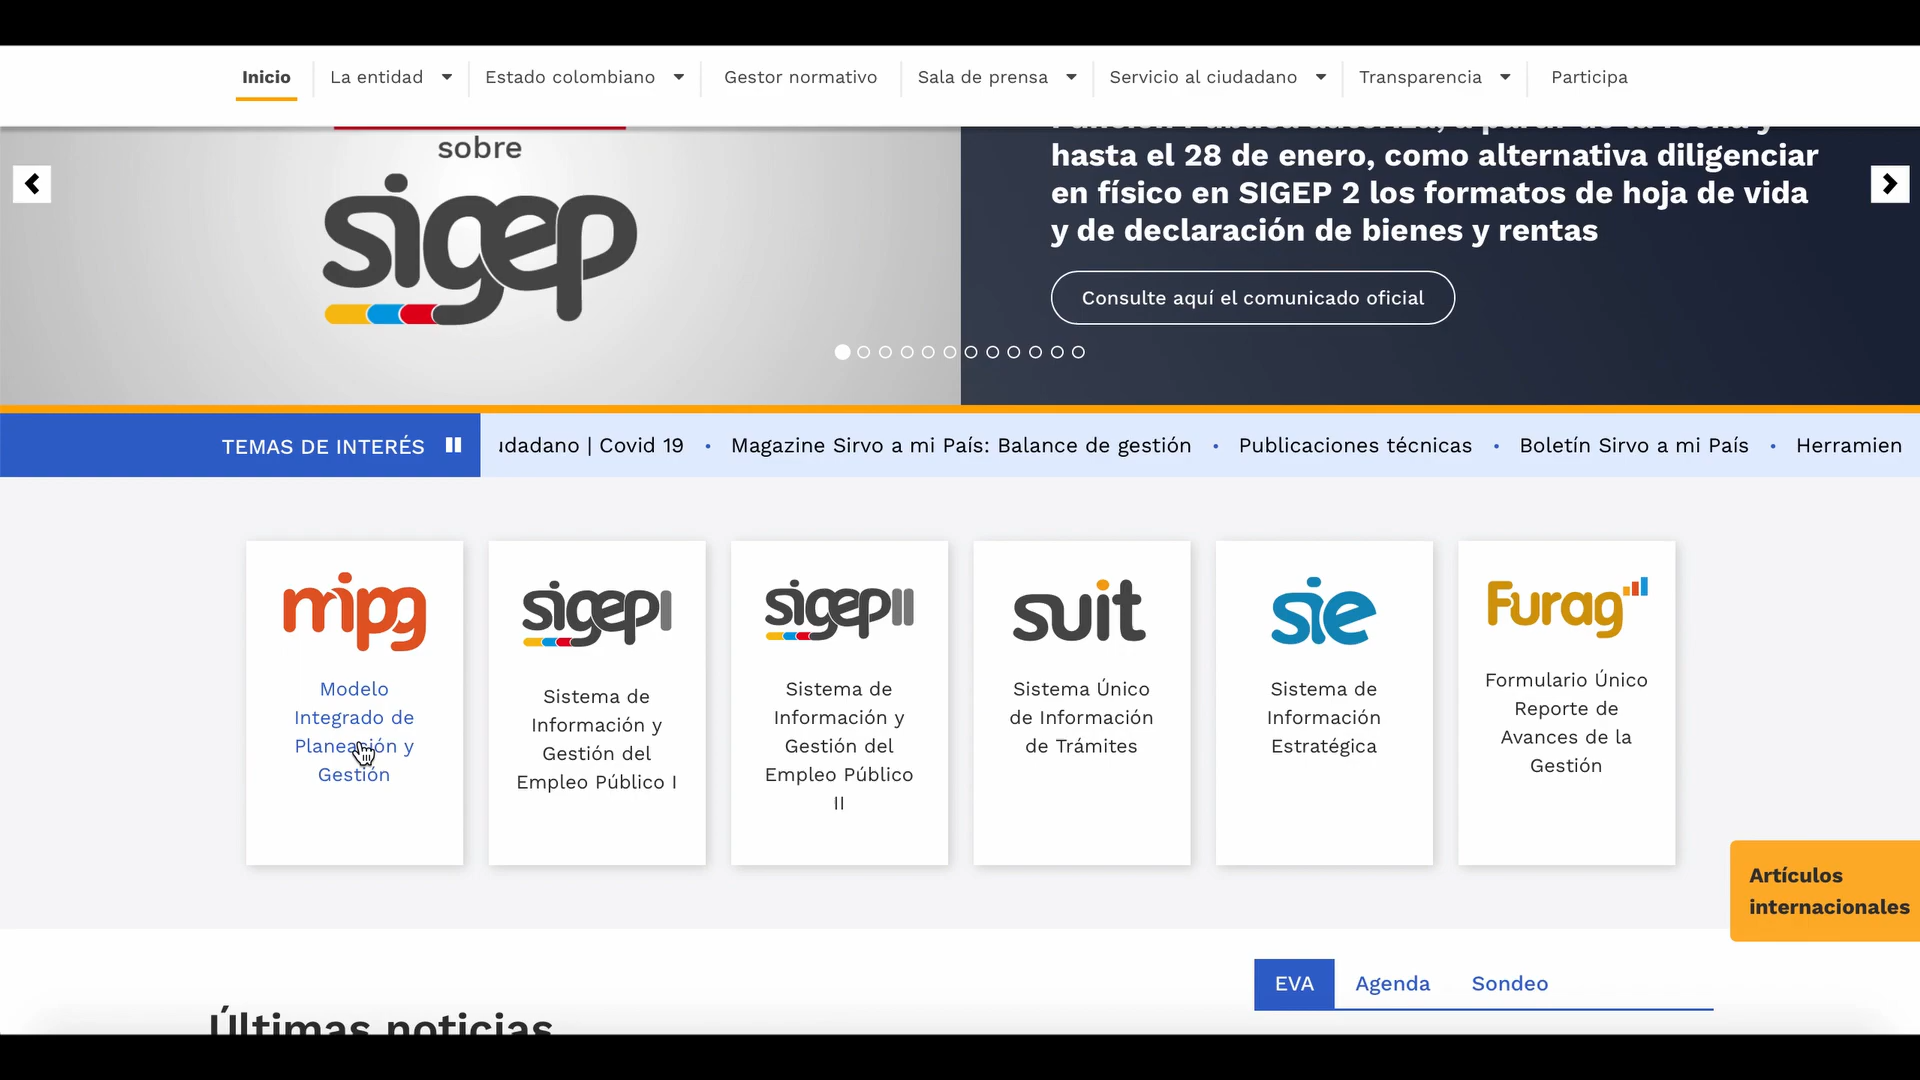 Inicio
La entidad
Estado colombiano
Gestor normativo
Sala de prensa
Servicio al ciudadano
Transparencia
Participa
sobre
sigep
hasta el 28 de enero, como alternativa diligenciar
en físico en SIGEP 2 los formatos de hoja de vida
y de declaración de bienes y rentas
Consulte aquí el comunicado oficial
TEMAS DE INTERÉS
udadano | Covid 19 • Magazine Sirvo a mi País: Balance de gestión • Publicaciones técnicas • Boletín Sirvo a mi País • Herramien
mipg
Modelo
Integrado de
Planeación y
Gestión
sigep I
Sistema de
Información y
Gestión del
Empleo Público I
sigep II
Sistema de
Información y
Gestión del
Empleo Público
II
suit
Sistema Único
de Información
de Trámites
sie
Sistema de
Información
Estratégica
Furag
Formulario Único
Reporte de
Avances de la
Gestión
Artículos
internacionales
EVA
Agenda
Sondeo
Últimas noticias